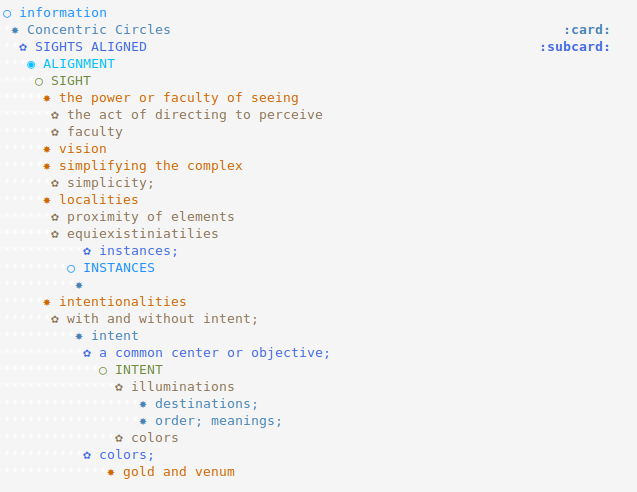 information
Concentric Circles :card:
SIGHTS ALIGNED :subcard:
ALIGNMENT
SIGHT
the power or faculty of seeing
the act of directing to perceive
faculty
vision
simplifying the complex
simplicity;
localities
proximity of elements
equiexistiniatilies
instances;
INSTANCES
intentionalities
with and without intent;
intent
a common center or objective;
INTENT
illuminations
destinations;
order; meanings;
colors
colors;
gold and venum